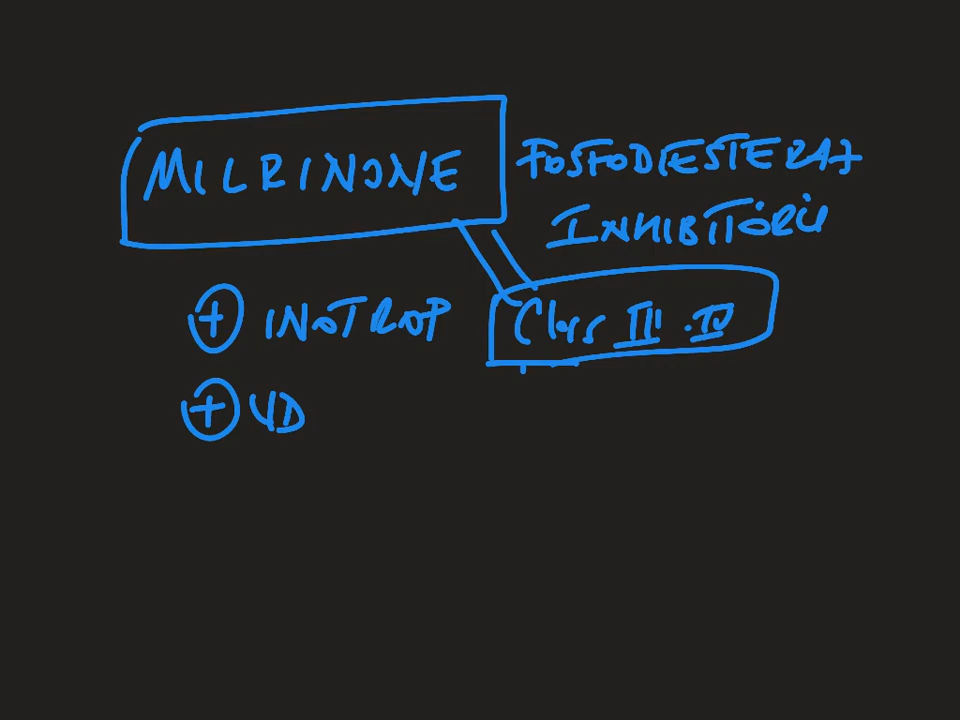 MILRINONE
FOSFODIESTERAZ
INHIBITÖRÜ
+ INOTROP
Class III . IV
+ VD